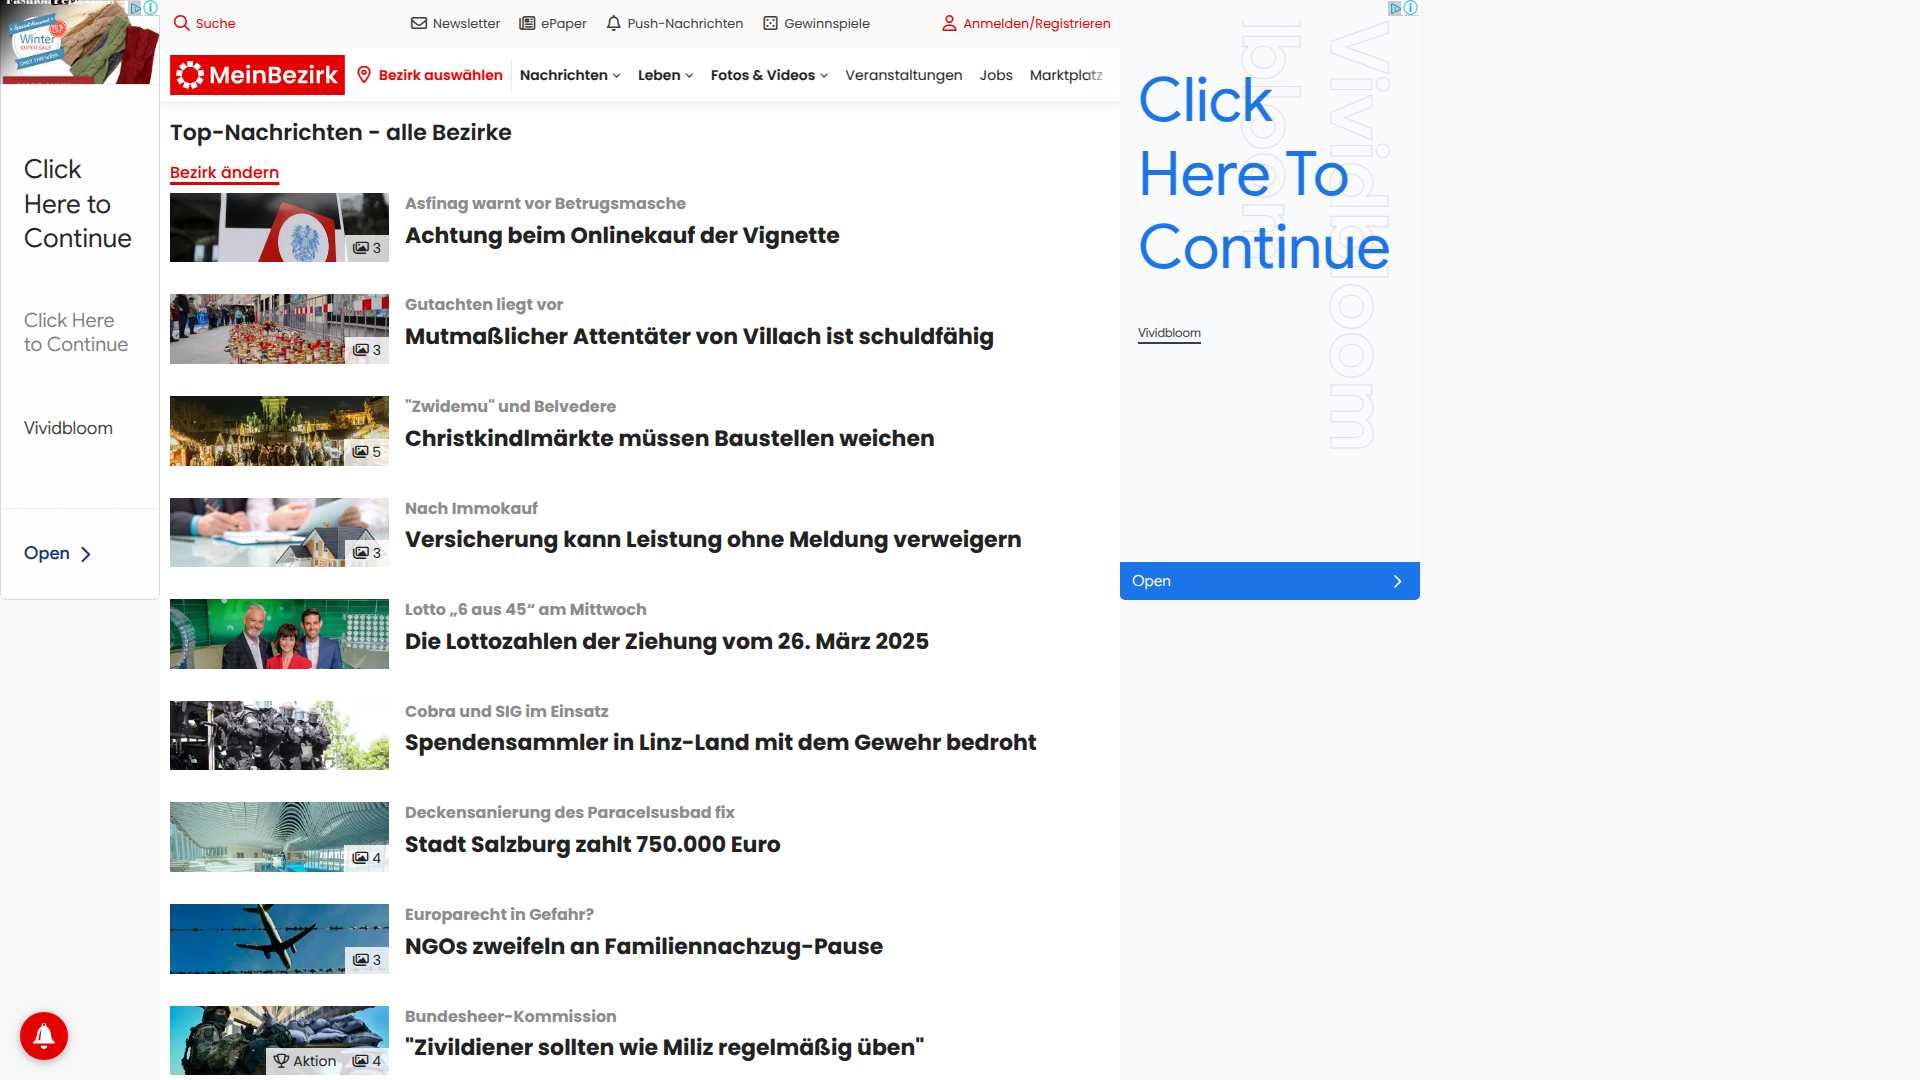 Winter
Suche
Newsletter
ePaper
Push-Nachrichten
Gewinnspiele
Anmelden/Registrieren
MeinBezirk
Bezirk auswählen
Nachrichten
Leben
Fotos & Videos
Veranstaltungen
Jobs
Marktplatz
Click
Here to
Continue
Click Here
to Continue
Vividbloom
Open
Top-Nachrichten - alle Bezirke
Bezirk ändern
3
Asfinag warnt vor Betrugsmasche
Achtung beim Onlinekauf der Vignette
3
Gutachten liegt vor
Mutmaßlicher Attentäter von Villach ist schuldfähig
5
"Zwidemu" und Belvedere
Christkindlmärkte müssen Baustellen weichen
3
Nach Immokauf
Versicherung kann Leistung ohne Meldung verweigern
Lotto „6 aus 45“ am Mittwoch
Die Lottozahlen der Ziehung vom 26. März 2025
Cobra und SIG im Einsatz
Spendensammler in Linz-Land mit dem Gewehr bedroht
4
Deckensanierung des Paracelsusbad fix
Stadt Salzburg zahlt 750.000 Euro
3
Europarecht in Gefahr?
NGOs zweifeln an Familiennachzug-Pause
Aktion
4
Bundesheer-Kommission
"Zivildiener sollten wie Miliz regelmäßig üben"
Click
Here To
Continue
Vividbloom
Vividbloom
Open